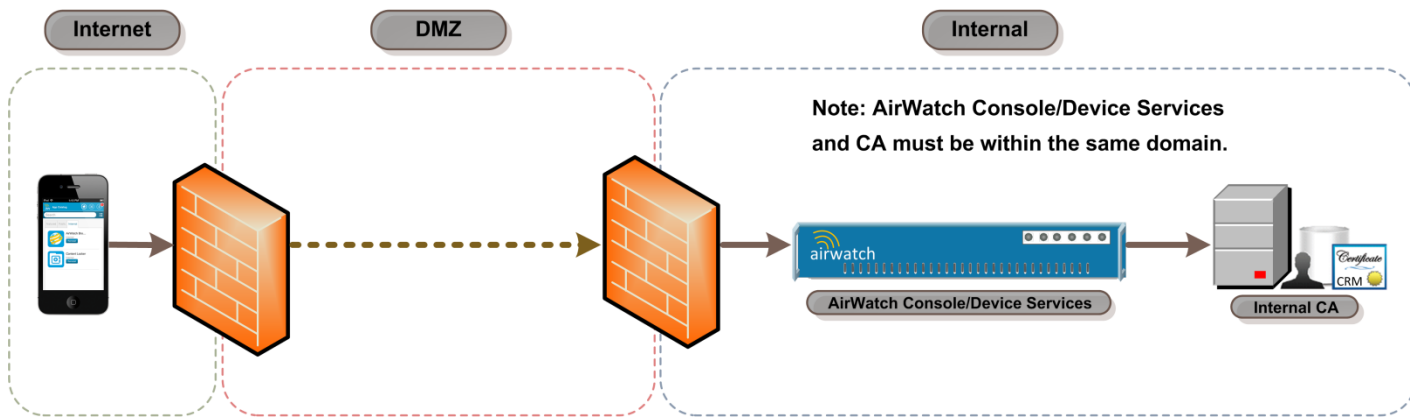 Internet
DMZ
Internal
Note: AirWatch Console/Device Services
and CA must be within the same domain.
airwatch
AirWatch Console/Device Services
Certificate
CRM
Internal CA